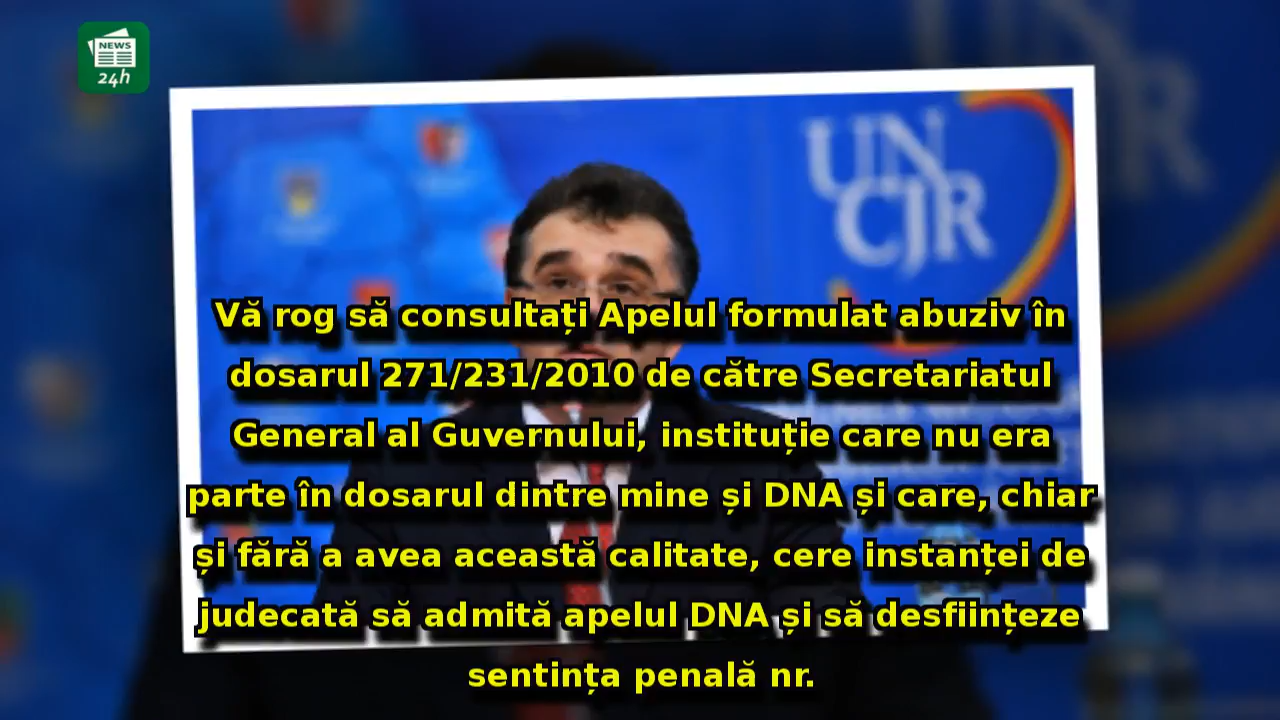 NEWS
24h
UN
CJR
Vă rog să consultați Apelul formulat abuziv în
dosarul 271/231/2010 de către Secretariatul
General al Guvernului, instituție care nu era
parte în dosarul dintre mine și DNA și care, chiar
și fără a avea această calitate, cere instanței de
judecată să admită apelul DNA și să desființeze
sentința penală nr.